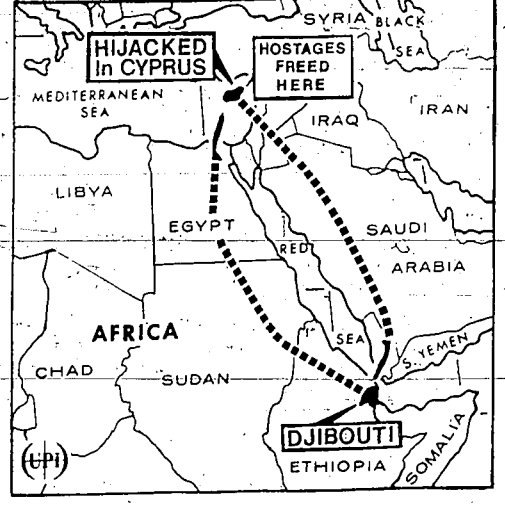 SYRIA
BLACK
SEA
HIJACKED
In CYPRUS
HOSTAGES
FREED
HERE
MEDITERRANEAN
SEA
IRAQ
IRAN
LIBYA
EGYPT
RED
SEA
SAUDI
ARABIA
AFRICA
CHAD
SUDAN
S. YEMEN
DJIBOUTI
ETHIOPIA
SOMALIA
(UPI)